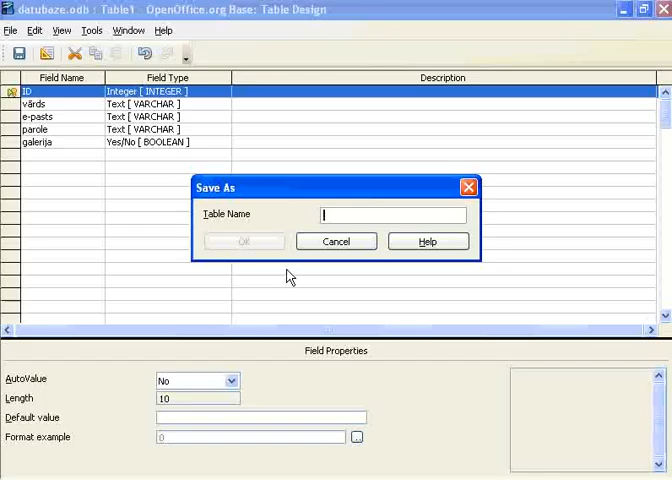 datubaze.odb : Table1 - OpenOffice.org Base: Table Design
File Edit View Tools Window Help
Field Name Field Type Description
ID Integer [ INTEGER ]
vārds Text [ VARCHAR ]
e-pasts Text [ VARCHAR ]
parole Text [ VARCHAR ]
galerija Yes/No [ BOOLEAN ]
Save As
Table Name
OK Cancel Help
Field Properties
AutoValue No
Length 10
Default value
Format example 0 ...